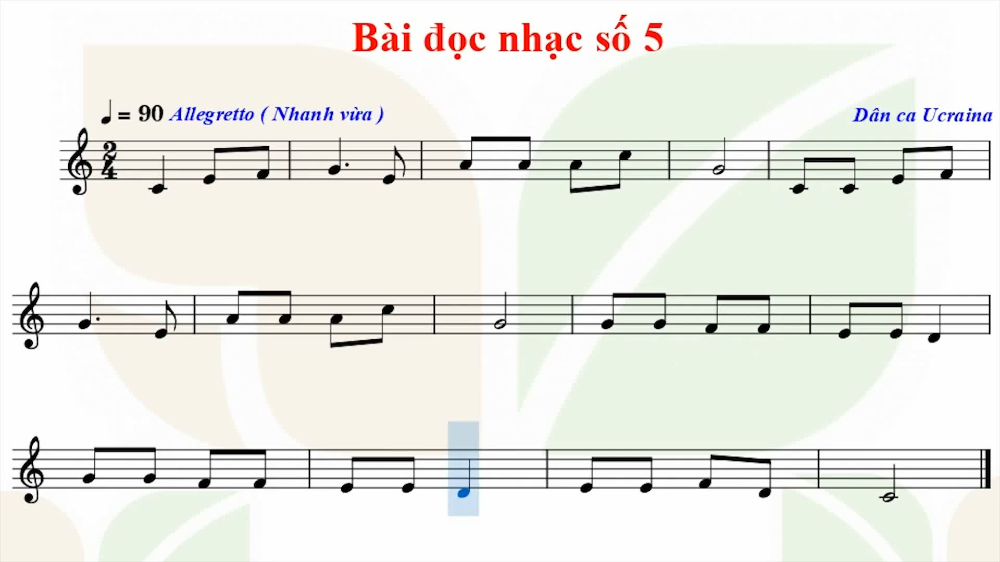 Bài đọc nhạc số 5
♩ = 90 Allegretto ( Nhanh vừa )
Dân ca Ucraina
2
4